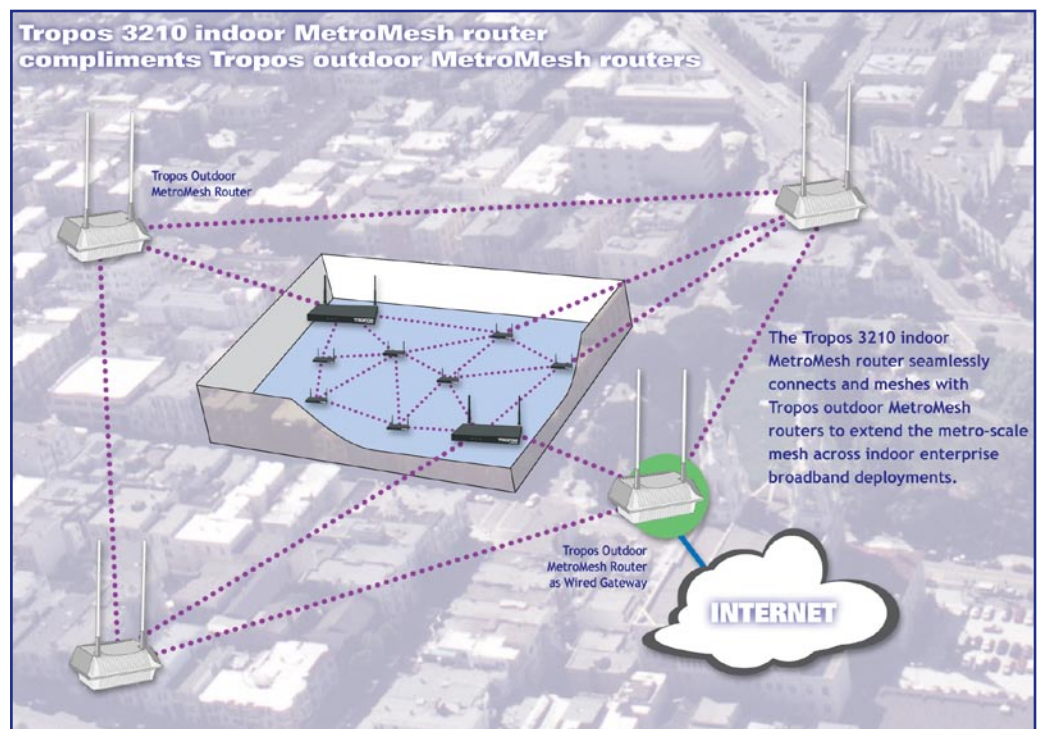 Tropos 3210 indoor MetroMesh router
compliments Tropos outdoor MetroMesh routers
Tropos Outdoor
MetroMesh Router
The Tropos 3210 indoor
MetroMesh router seamlessly
connects and meshes with
Tropos outdoor MetroMesh
routers to extend the metro-scale
mesh across indoor enterprise
broadband deployments.
TROPOS
TROPOS
Tropos Outdoor
MetroMesh Router
as Wired Gateway
INTERNET